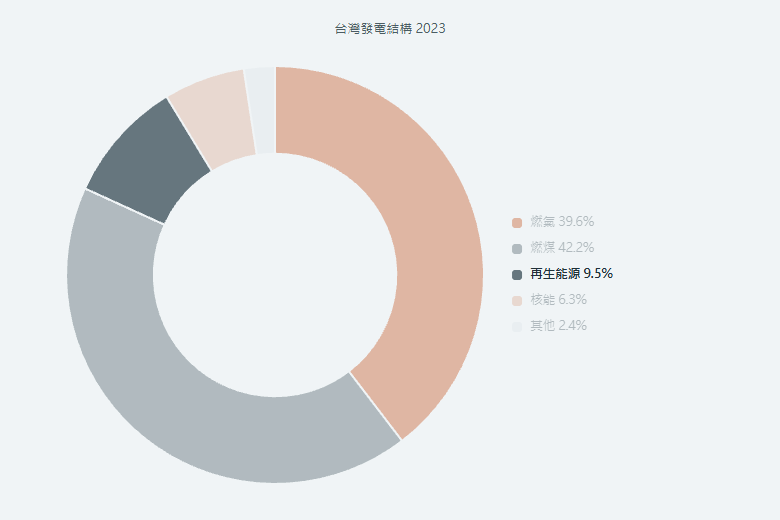 台灣發電結構 2023
燃氣 39.6%
燃煤 42.2%
再生能源 9.5%
核能 6.3%
其他 2.4%